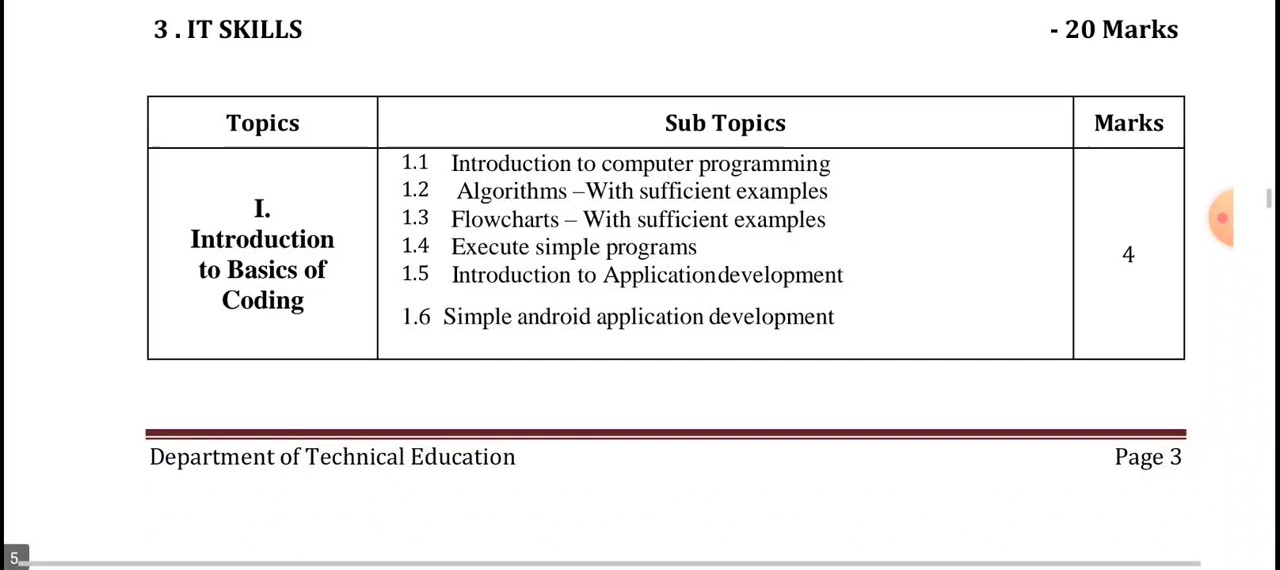 3 . IT SKILLS - 20 Marks
Topics Sub Topics Marks
I.
Introduction
to Basics of
Coding
1.1 Introduction to computer programming
1.2 Algorithms –With sufficient examples
1.3 Flowcharts – With sufficient examples
1.4 Execute simple programs
1.5 Introduction to Applicationdevelopment
1.6 Simple android application development
4
Department of Technical Education Page 3
5